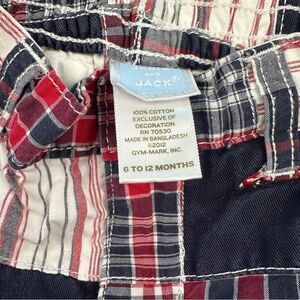 JACK®
100% COTTON
EXCLUSIVE OF
DECORATION
RN 70530
MADE IN BANGLADESH
©2012
GYM-MARK, INC.
6 TO 12 MONTHS